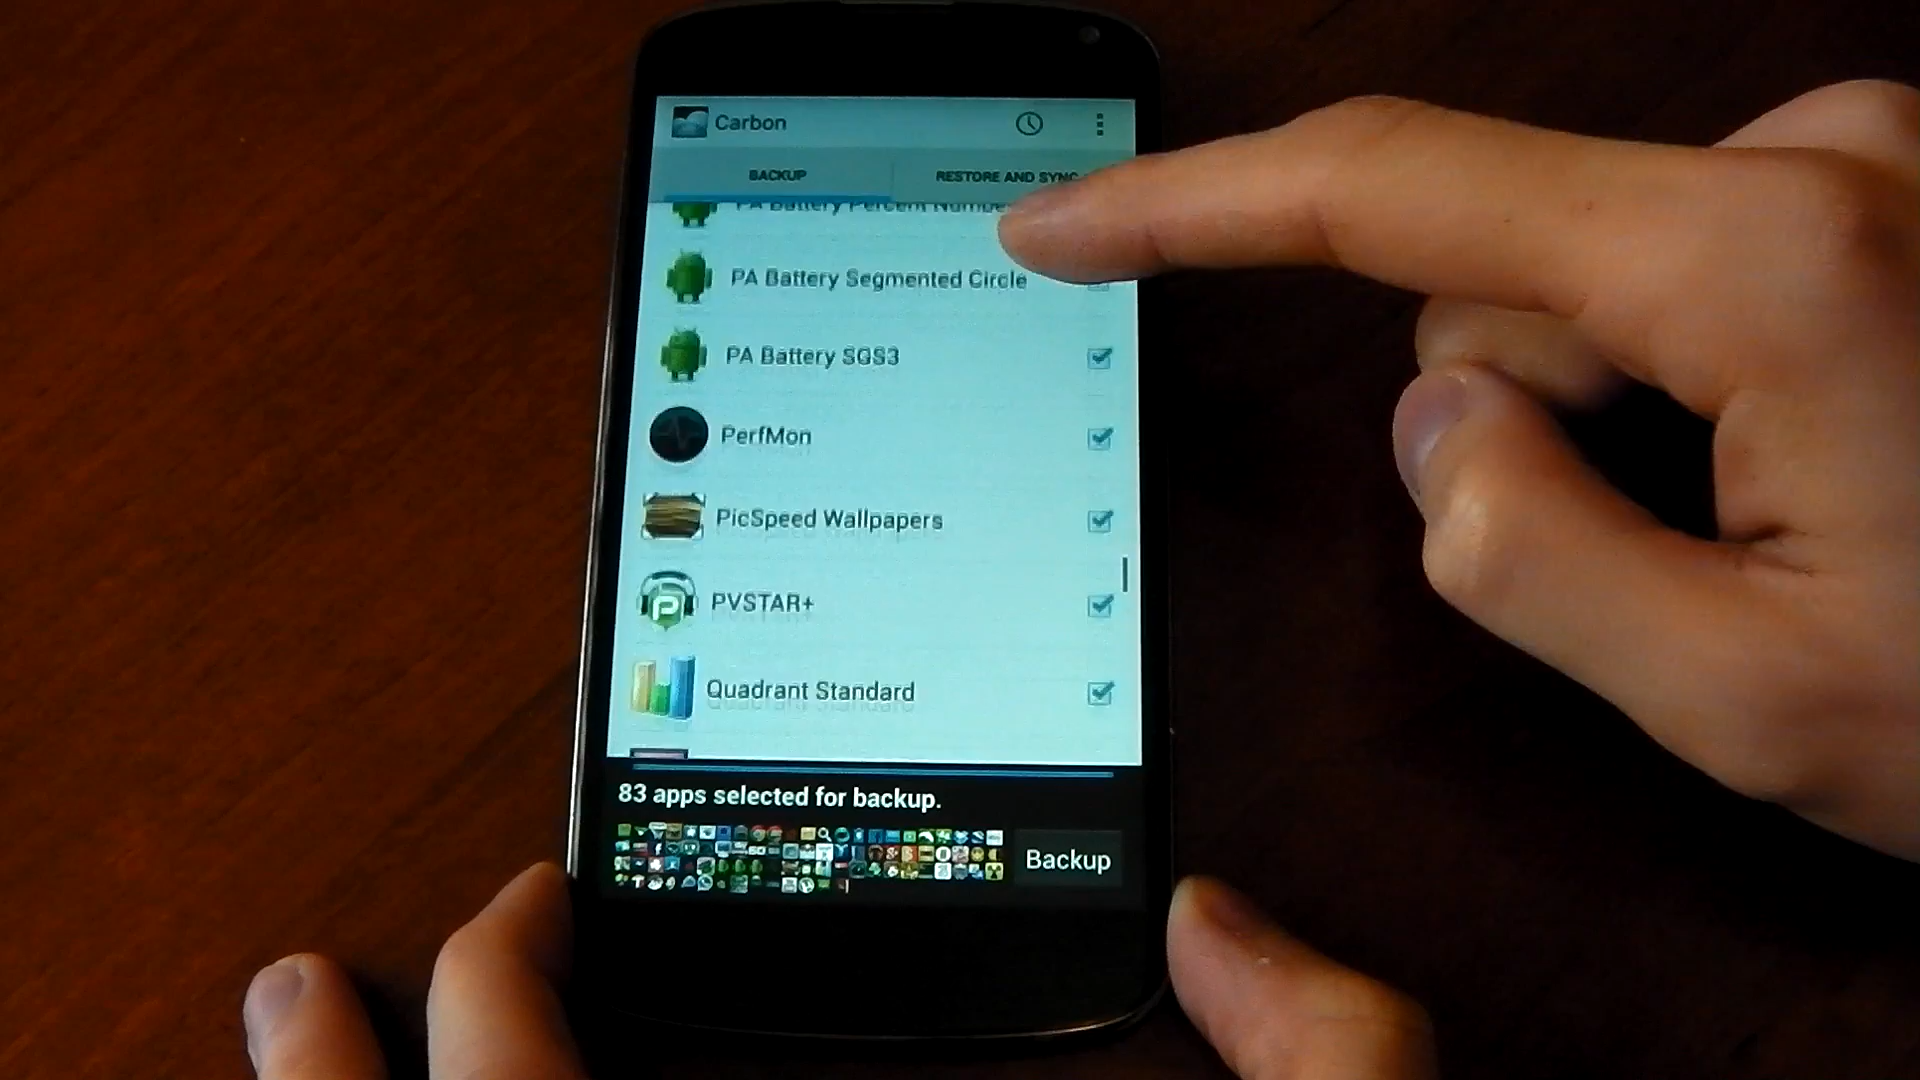 Carbon
BACKUP
RESTORE AND SYNC
PA Battery Percent Numbe
PA Battery Segmented Circle
PA Battery SGS3
PerfMon
PicSpeed Wallpapers
PVSTAR+
Quadrant Standard
83 apps selected for backup.
Backup